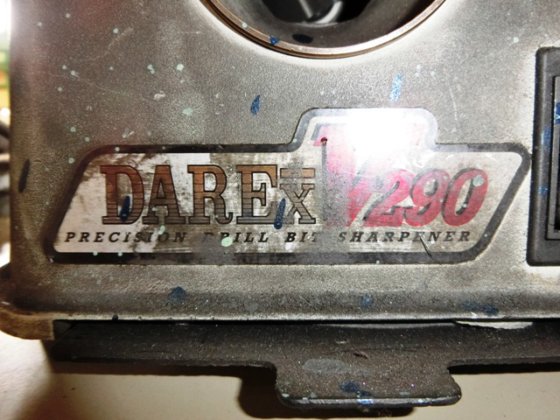 DAREX V290
PRECISION DRILL BIT SHARPENER